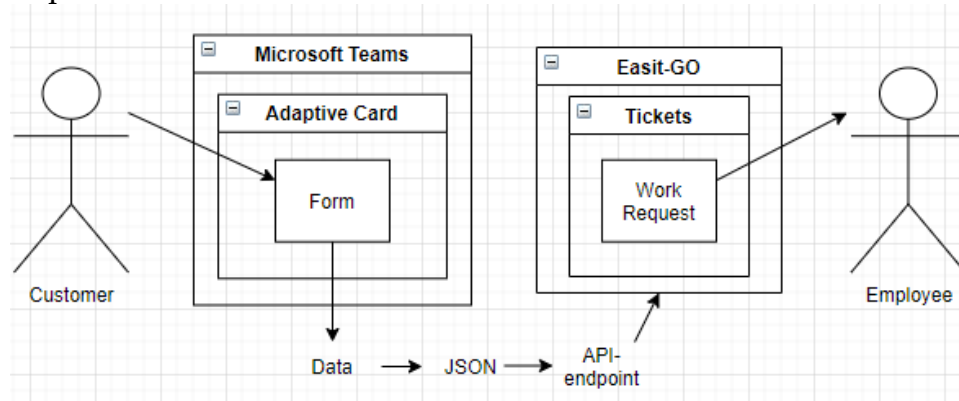 Microsoft Teams
Easit-GO
Adaptive Card
Tickets
Form
Work
Request
Customer
Employee
Data
JSON
API-
endpoint